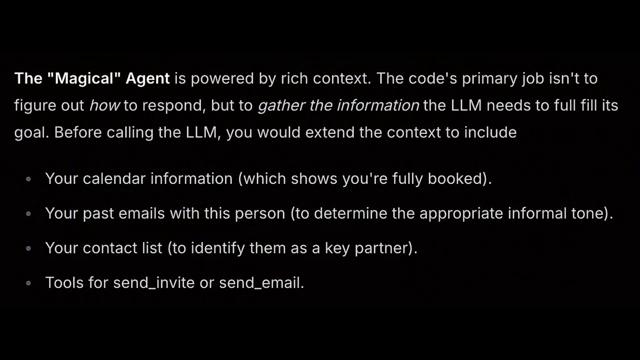 The "Magical" Agent is powered by rich context. The code's primary job isn't to
figure out how to respond, but to gather the information the LLM needs to full fill its
goal. Before calling the LLM, you would extend the context to include
• Your calendar information (which shows you're fully booked).
• Your past emails with this person (to determine the appropriate informal tone).
• Your contact list (to identify them as a key partner).
• Tools for send_invite or send_email.